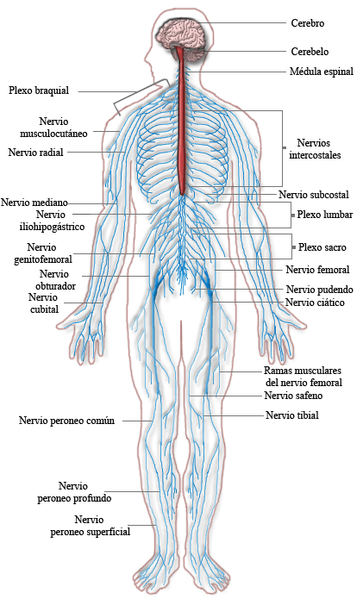 Cerebro
Cerebelo
Médula espinal
Plexo braquial
Nervio
musculocutáneo
Nervio radial
Nervios
intercostales
Nervio mediano
Nervio
iliohipogástrico
Nervio
genitofemoral
Nervio
obturador
Nervio
cubital
Nervio subcostal
Plexo lumbar
Plexo sacro
Nervio femoral
Nervio pudendo
Nervio ciático
Ramas musculares
del nervio femoral
Nervio safeno
Nervio tibial
Nervio peroneo común
Nervio
peroneo profundo
Nervio
peroneo superficial